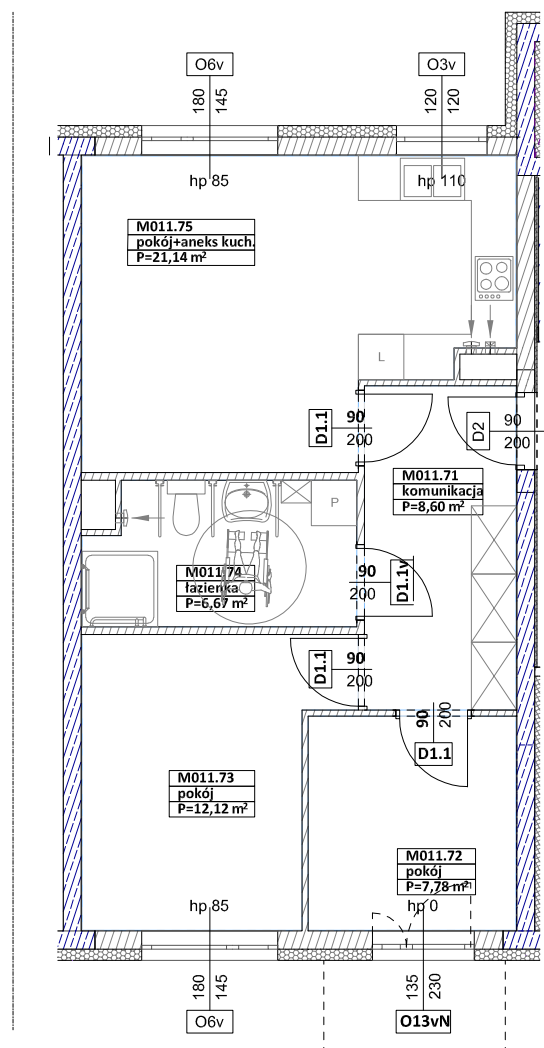 O6v
O3v
180
145
120
120
hp 85
hp 110
M011.75
pokój+aneks kuch.
P=21,14 m²
L
D1.1
90
200
D2
90
200
M011.71
komunikacja
P=8,60 m²
P
M011.74
łazienka
P=6,67 m²
90
200
D1.1v
D1.1
90
200
90
200
D1.1
M011.73
pokój
P=12,12 m²
M011.72
pokój
P=7,78 m²
hp 85
hp 0
180
145
135
230
O6v
O13vN